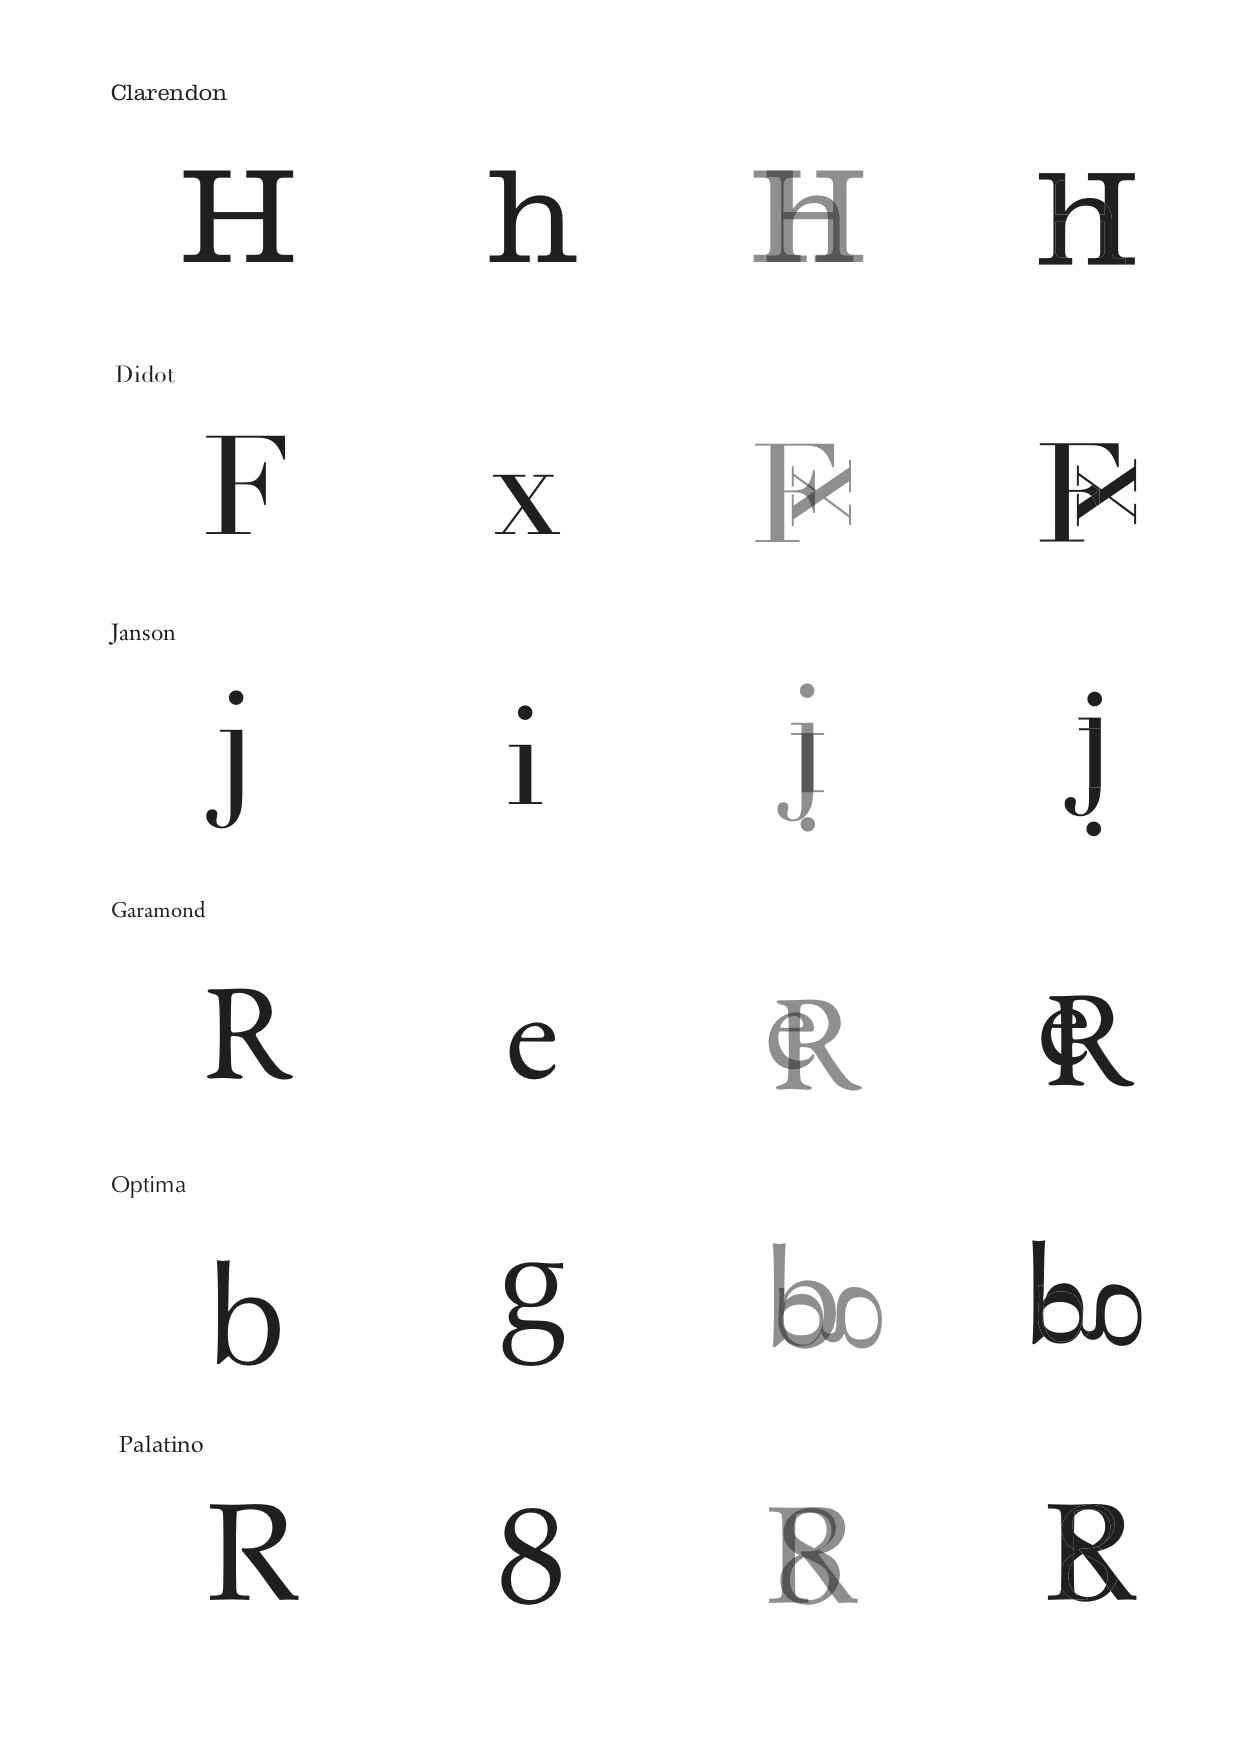 Clarendon
H h
Didot
F x
Janson
j i
Garamond
R e
Optima
b g
Palatino
R 8